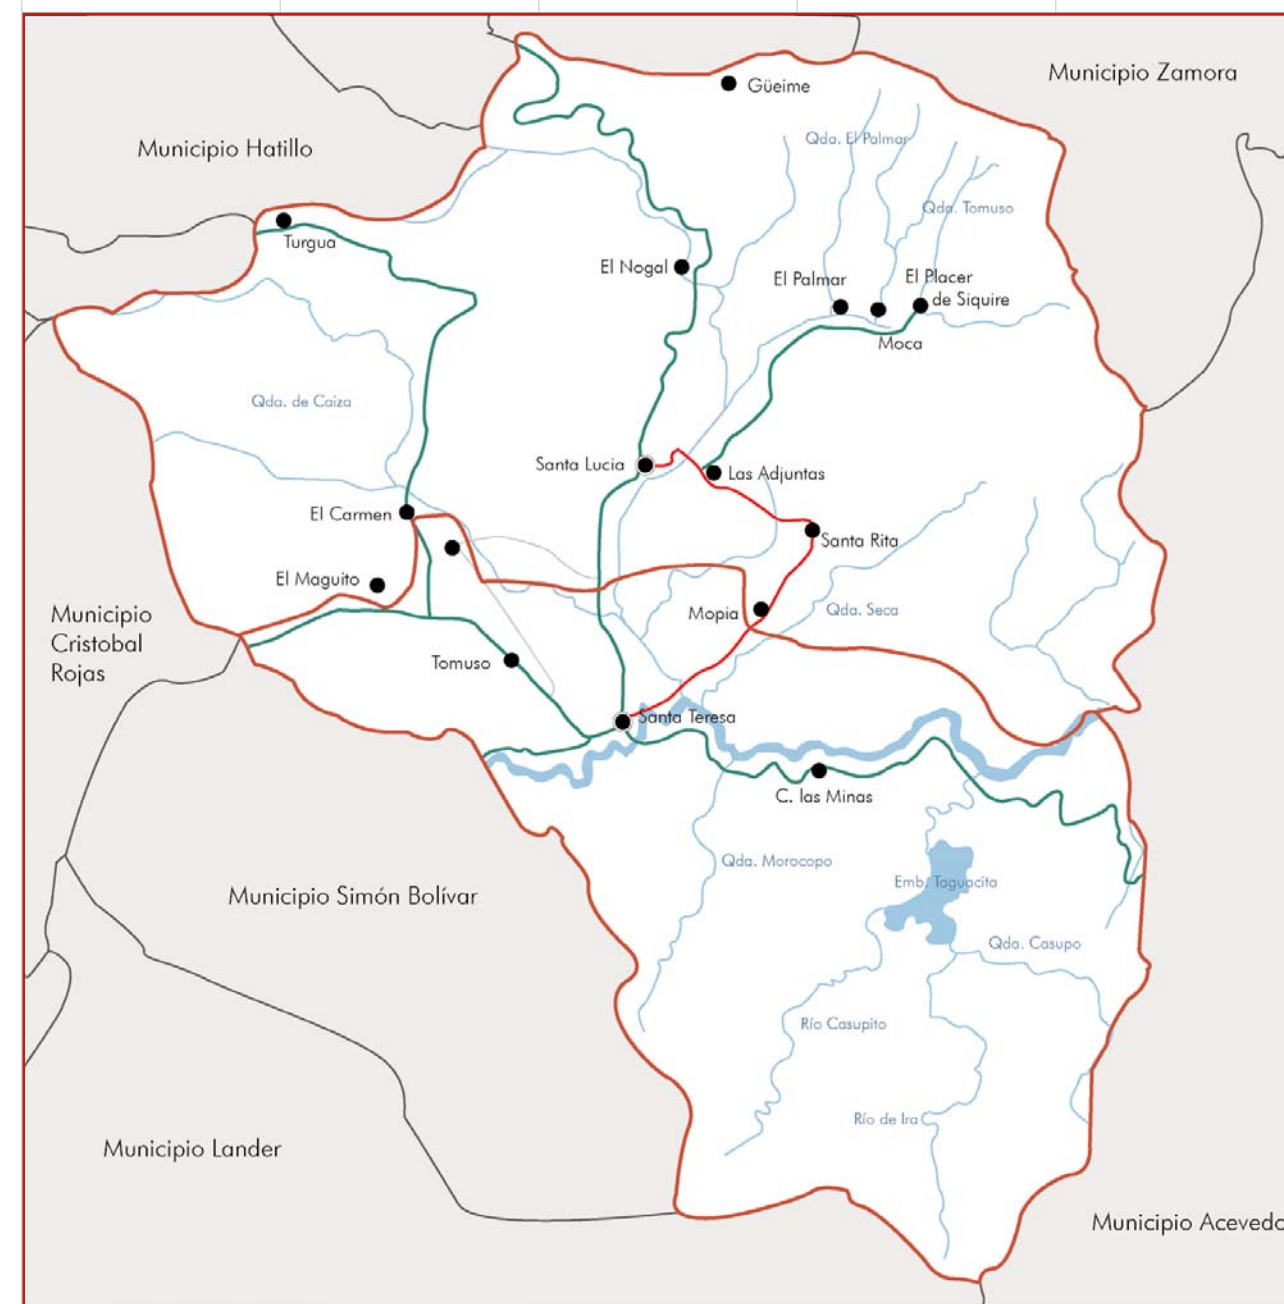 Municipio Zamora
Güeime
Qda. El Palmar
Municipio Hatillo
Qda. Tomuso
Turgua
El Nogal
El Palmar
El Placer
de Siquire
Moca
Qda. de Caiza
Santa Lucia
Las Adjuntas
El Carmen
Santa Rita
El Maguito
Mopia
Qda. Seca
Municipio
Cristobal
Rojas
Tomuso
Santa Teresa
C. las Minas
Qda. Morocopo
Emb. Taguacita
Municipio Simón Bolívar
Qda. Casupo
Río Casupito
Río de Ira
Municipio Lander
Municipio Acevedo